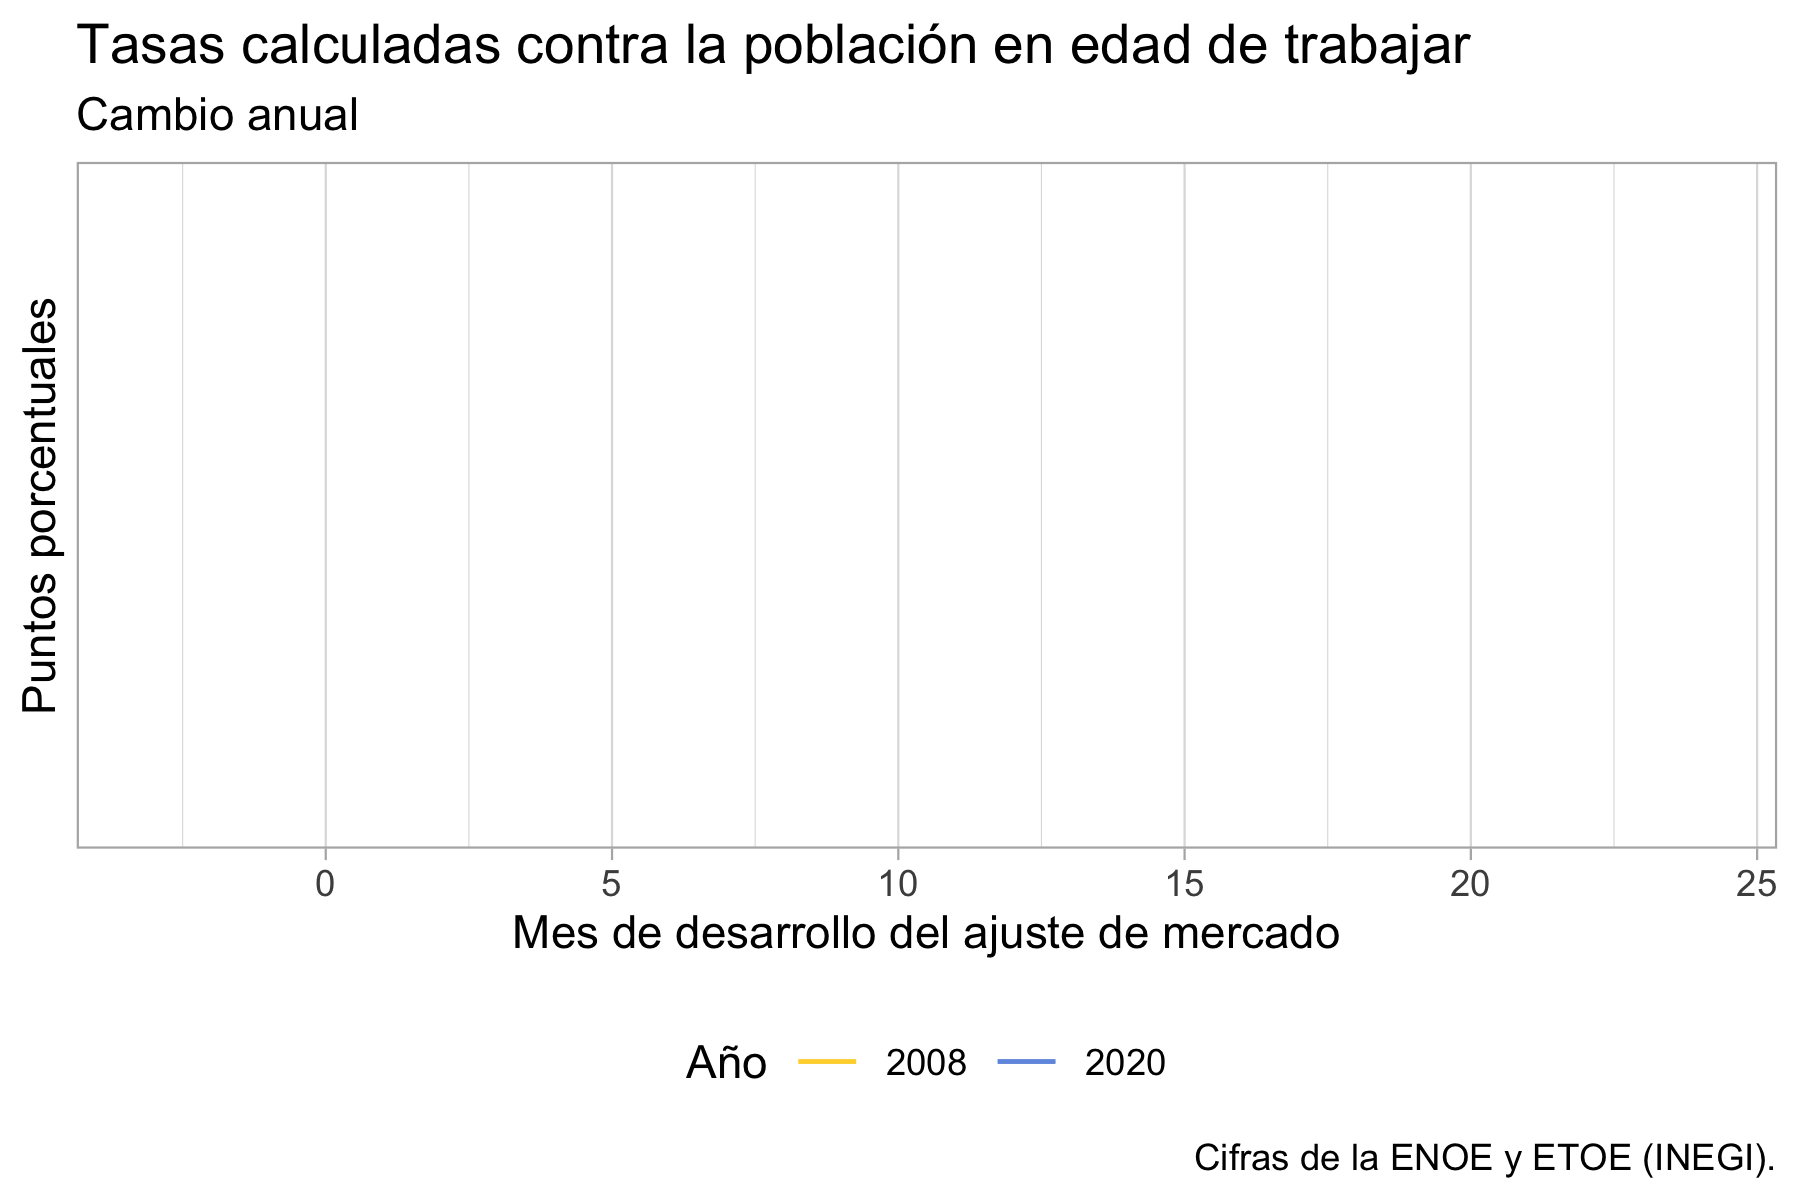 Tasas calculadas contra la población en edad de trabajar
Cambio anual
Puntos porcentuales
0 5 10 15 20 25
Mes de desarrollo del ajuste de mercado
Año 2008 2020
Cifras de la ENOE y ETOE (INEGI).